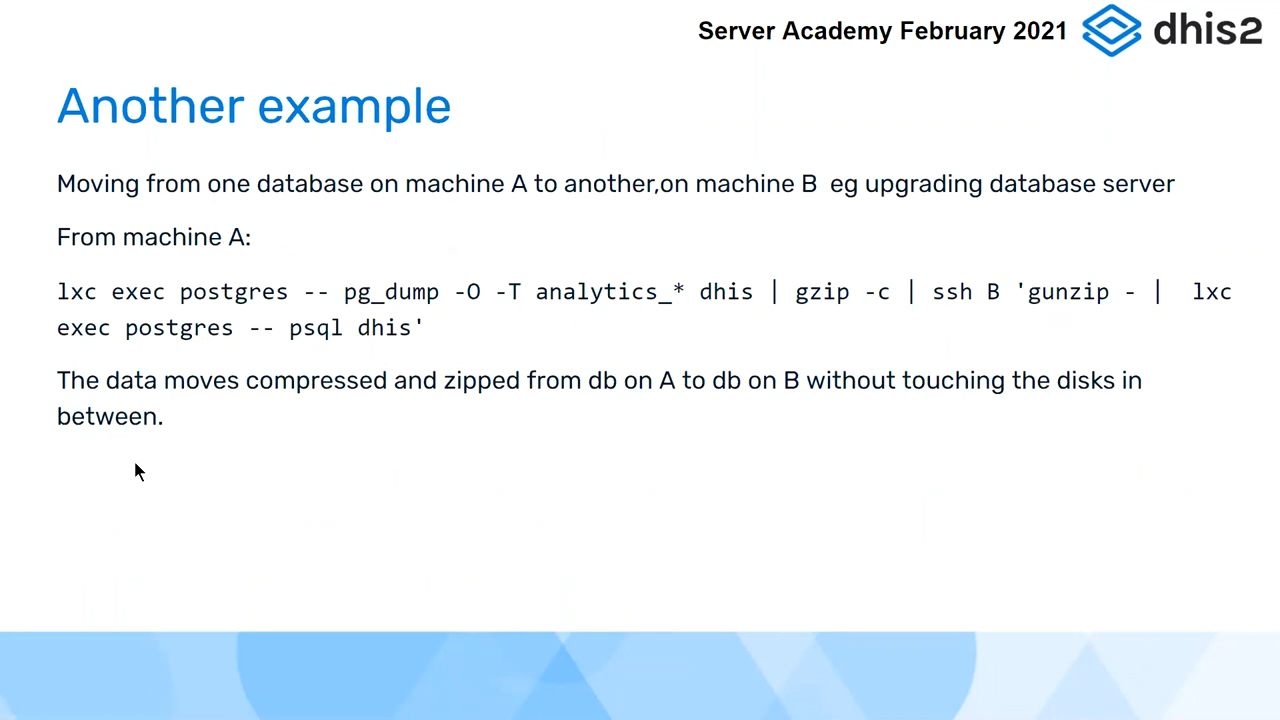 Server Academy February 2021 dhis2
Another example
Moving from one database on machine A to another,on machine B  eg upgrading database server
From machine A:
lxc exec postgres -- pg_dump -O -T analytics_* dhis | gzip -c | ssh B 'gunzip - |  lxc
exec postgres -- psql dhis'
The data moves compressed and zipped from db on A to db on B without touching the disks in
between.